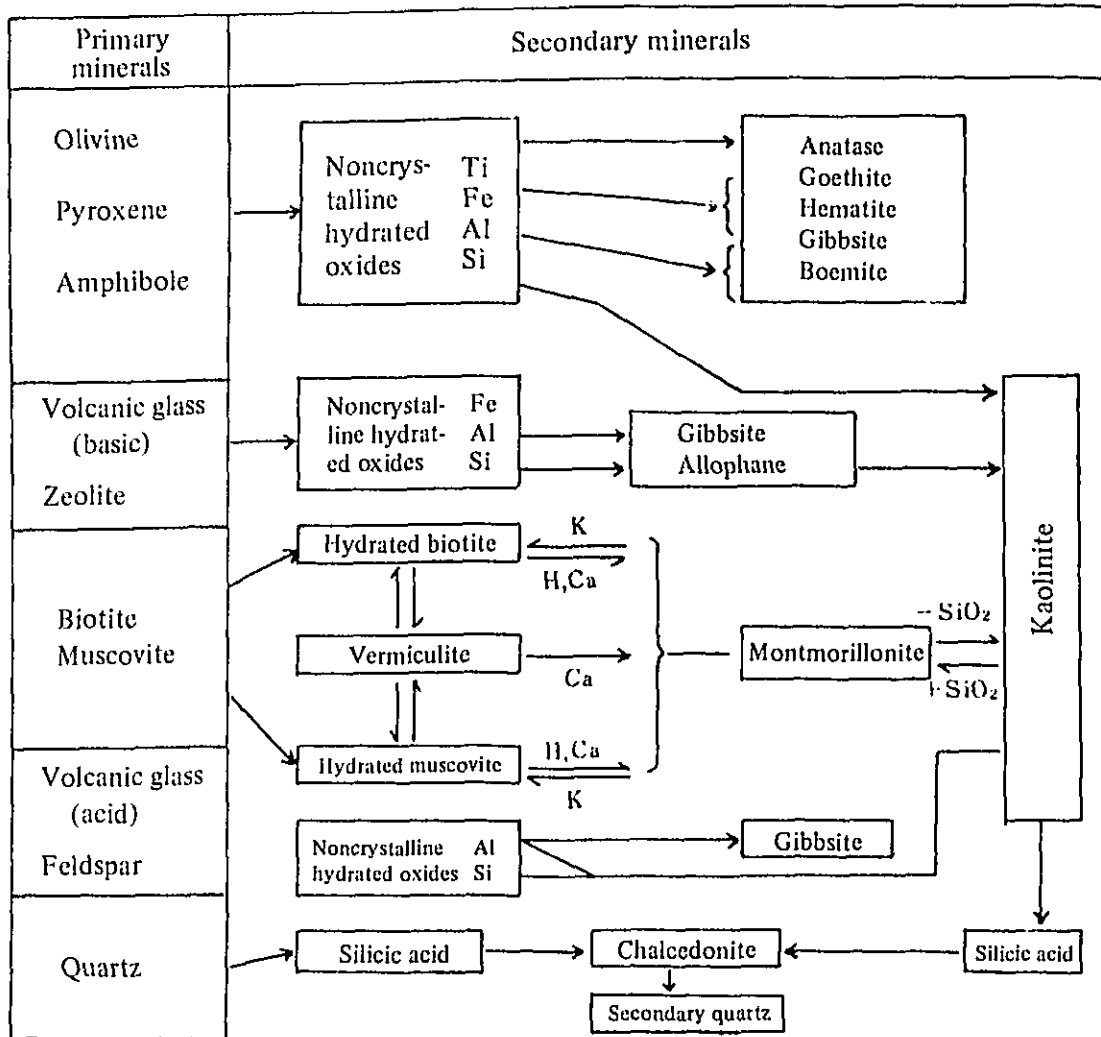 Primary
minerals
Secondary minerals
Olivine
Pyroxene
Amphibole
Noncrys- Ti
talline Fe
hydrated Al
oxides Si
Anatase
Goethite
Hematite
Gibbsite
Boemite
Volcanic glass
(basic)
Zeolite
Noncrystal- Fe
line hydrat- Al
ed oxides Si
Gibbsite
Allophane
Kaolinite
Biotite
Muscovite
Hydrated biotite
K
H,Ca
Vermiculite
Ca
Hydrated muscovite
H,Ca
K
Montmorillonite
- SiO₂
+ SiO₂
Volcanic glass
(acid)
Feldspar
Noncrystalline Al
hydrated oxides Si
Gibbsite
Quartz
Silicic acid
Chalcedonite
Silicic acid
Secondary quartz